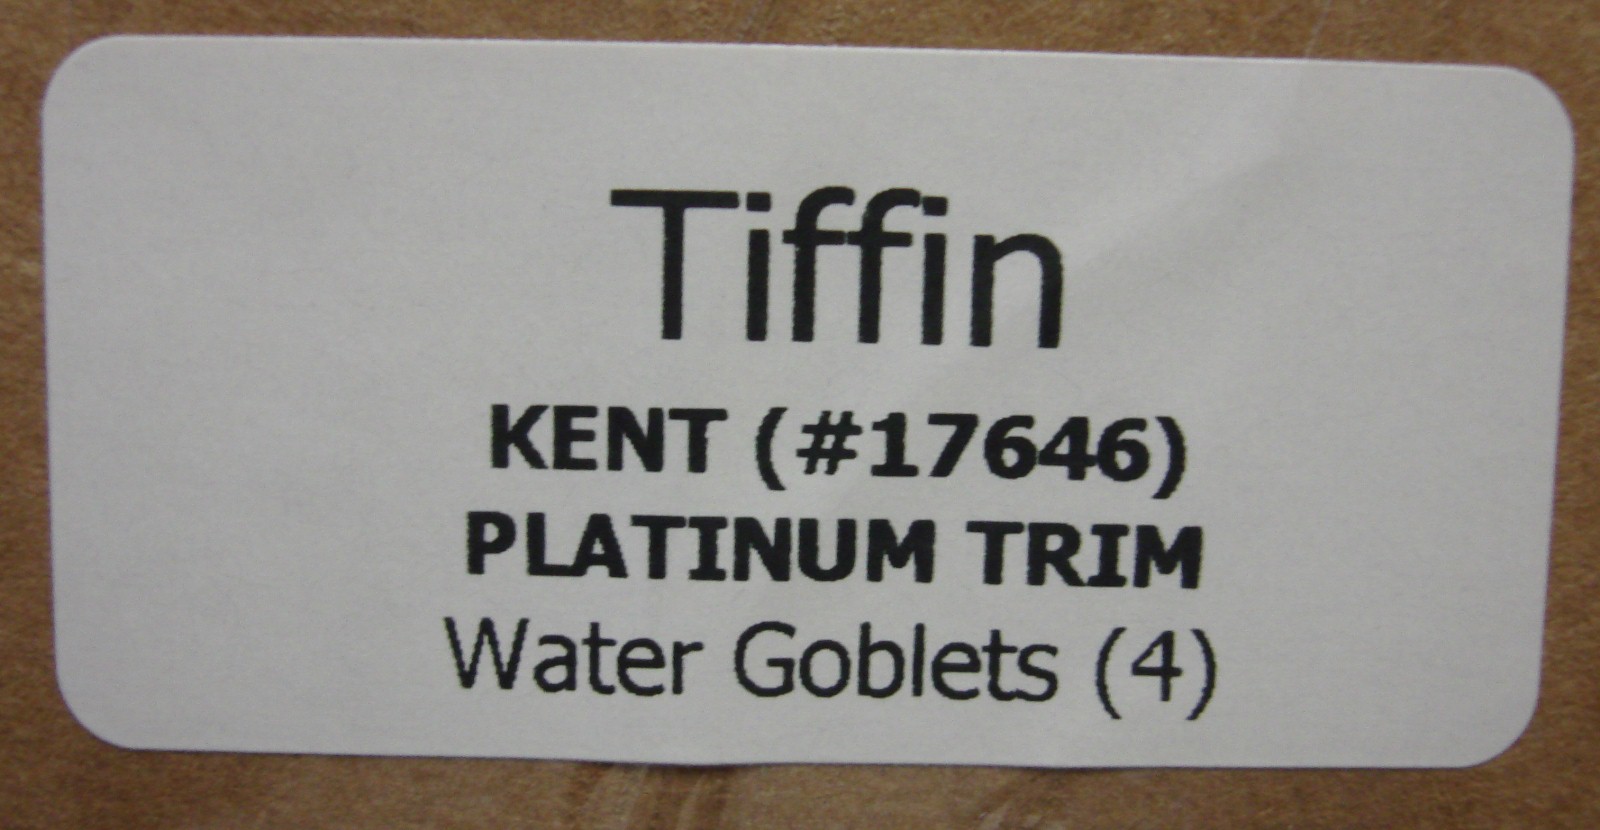 Tiffin
KENT (#17646)
PLATINUM TRIM
Water Goblets (4)